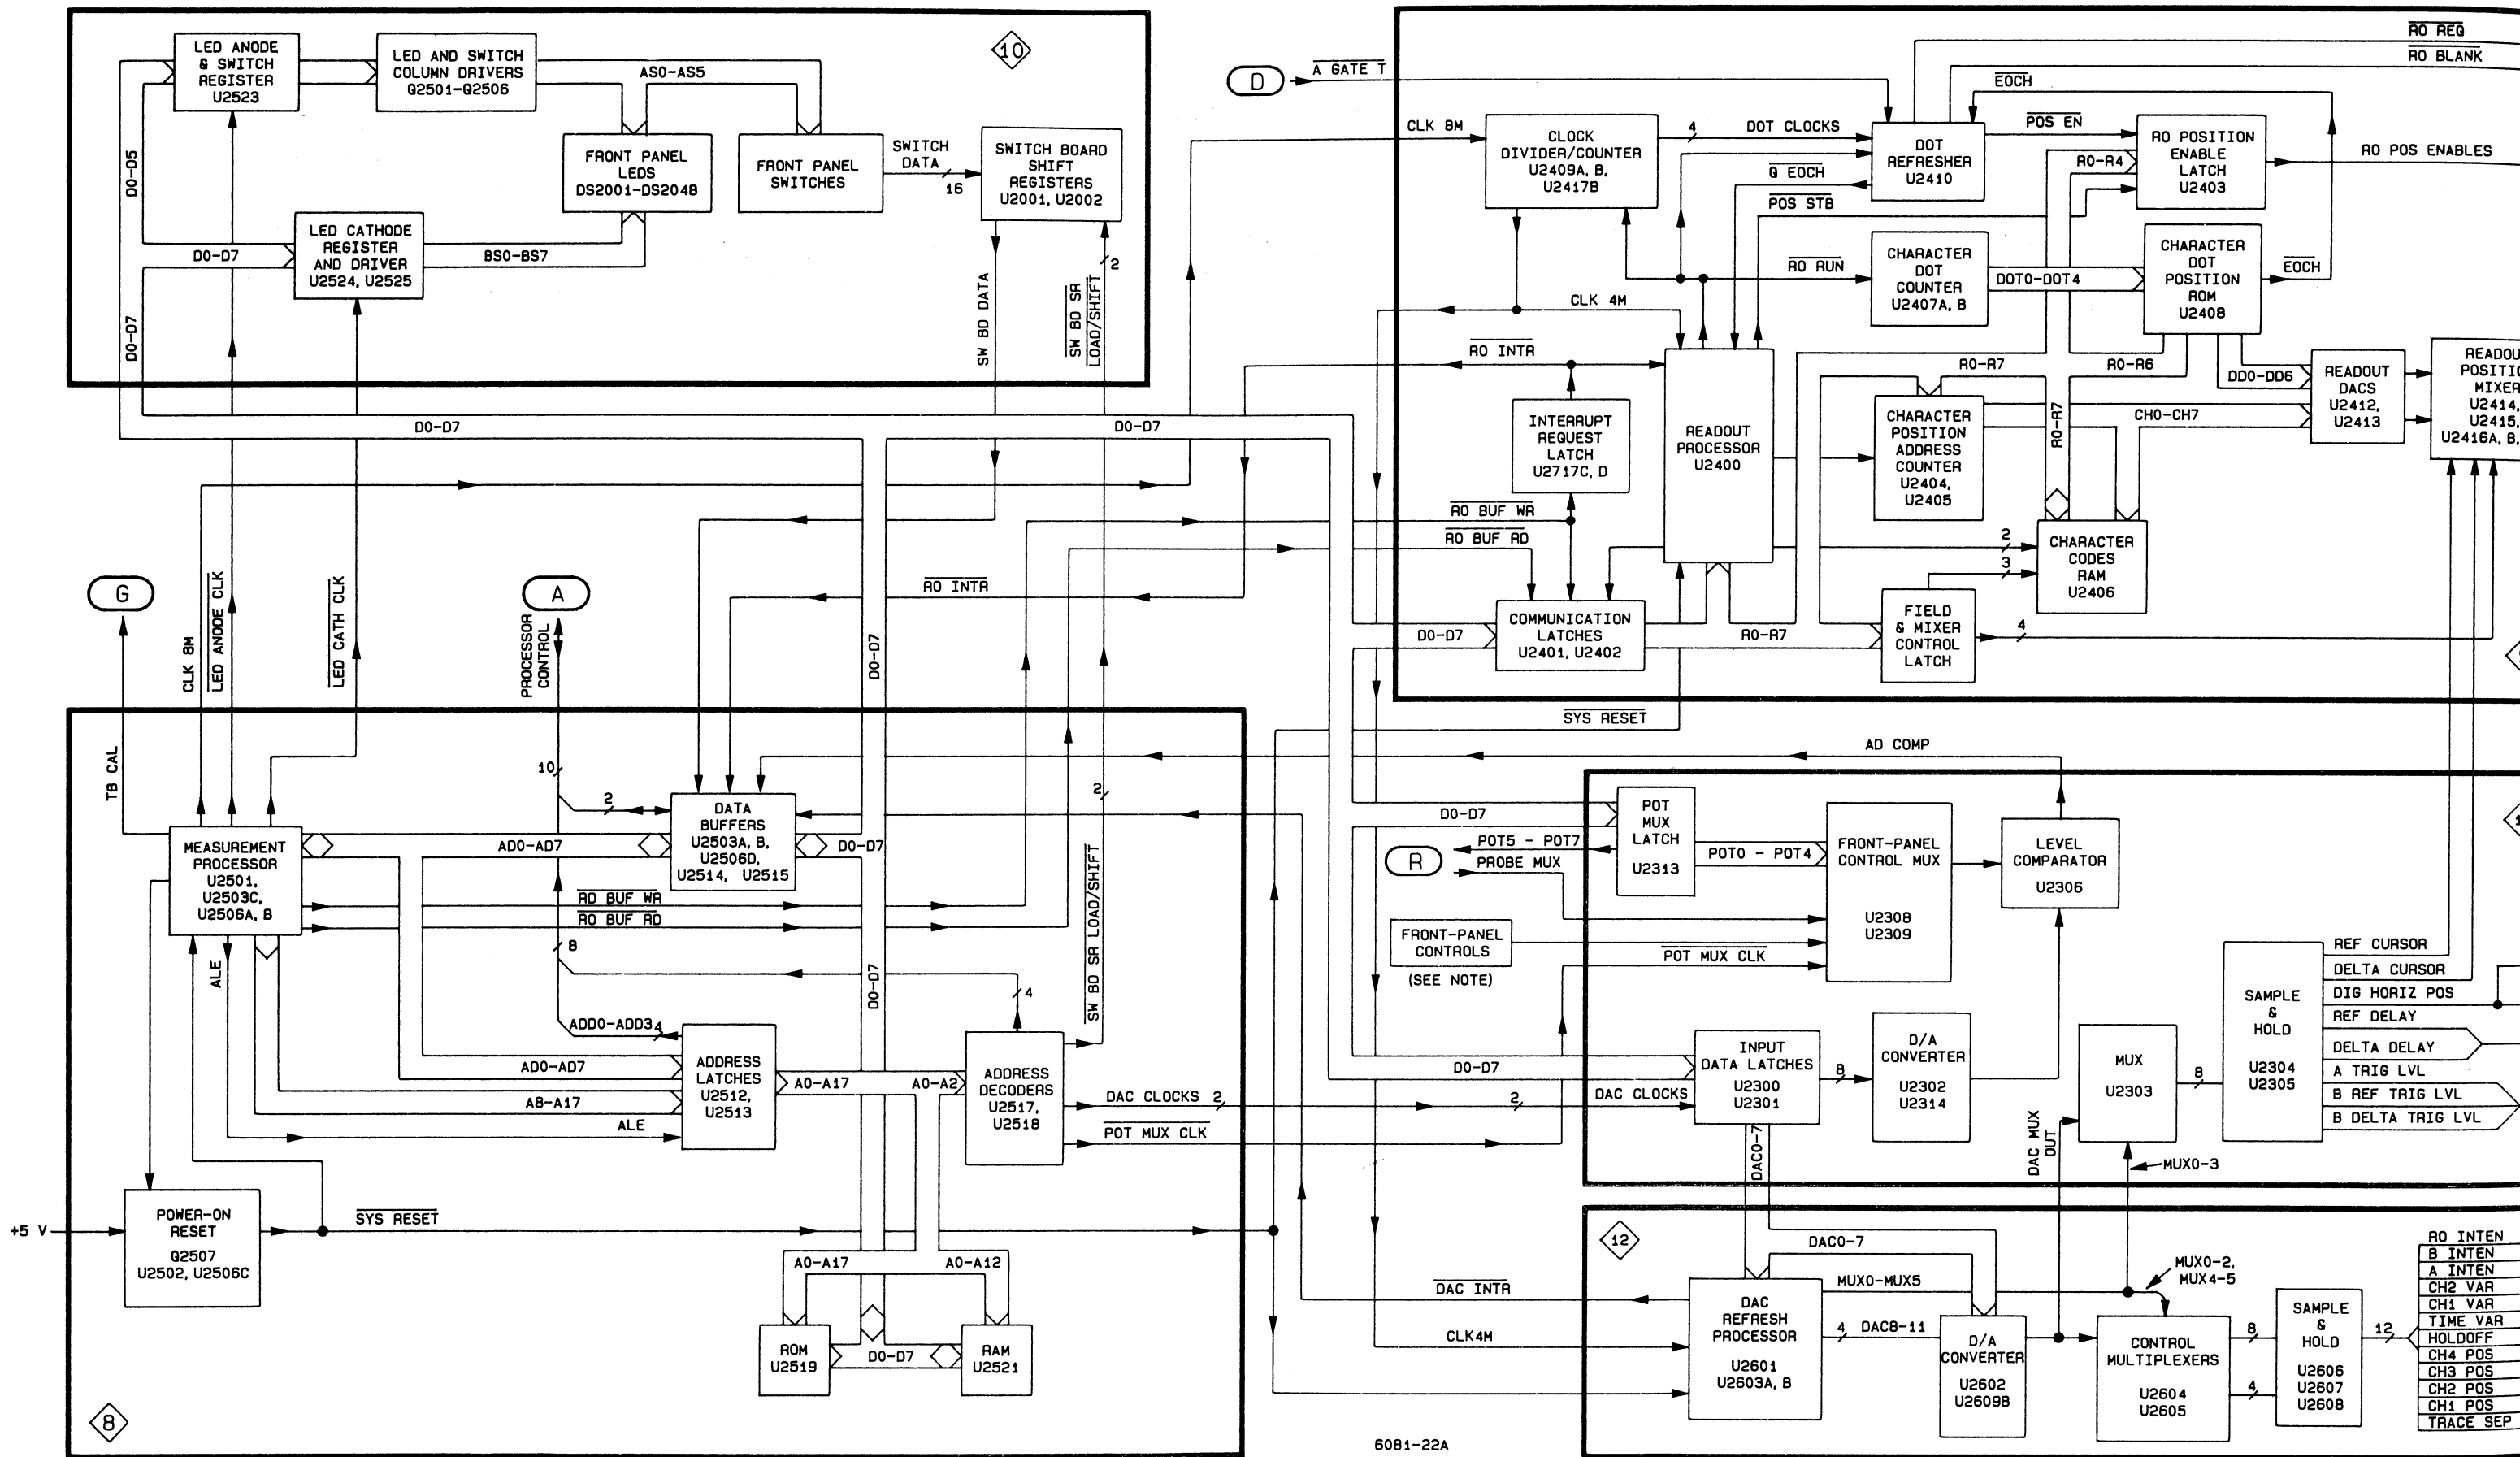 LED ANODE
& SWITCH
REGISTER
U2523
LED AND SWITCH
COLUMN DRIVERS
Q2501-Q2506
AS0-AS5
10
D0-D5
FRONT PANEL
LEDS
DS2001-DS2048
FRONT PANEL
SWITCHES
SWITCH
DATA
16
SWITCH BOARD
SHIFT
REGISTERS
U2001, U2002
D0-D7
LED CATHODE
REGISTER
AND DRIVER
U2524, U2525
BS0-BS7
D0-D7
SW BD DATA
SW BD SR
LOAD/SHIFT
2
D0-D7
D0-D7
D
A GATE T
RO REQ
RO BLANK
EOCH
CLK 8M
CLOCK
DIVIDER/COUNTER
U2409A, B,
U2417B
4
DOT CLOCKS
DOT
REFRESHER
U2410
POS EN
RO POSITION
ENABLE
LATCH
U2403
RO POS ENABLES
R0-R4
Q EOCH
POS STB
RO RUN
CHARACTER
DOT
COUNTER
U2407A, B
DOT0-DOT4
CHARACTER
DOT
POSITION
ROM
U2408
EOCH
CLK 4M
RO INTR
R0-R7
R0-R6
DD0-DD6
READOUT
DACS
U2412,
U2413
POSITI
MIXER
U2414,
U2415,
U2416A, B,
INTERRUPT
REQUEST
LATCH
U2717C, D
READOUT
PROCESSOR
U2400
CHARACTER
POSITION
ADDRESS
COUNTER
U2404,
U2405
CH0-CH7
R0-R7
RO BUF WR
RO BUF RD
2
3
CHARACTER
CODES
RAM
U2406
COMMUNICATION
LATCHES
U2401, U2402
D0-D7
R0-R7
FIELD
& MIXER
CONTROL
LATCH
4
G
A
CLK 8M
LED ANODE CLK
LED CATH CLK
PROCESSOR
CONTROL
RO INTR
D0-D7
SYS RESET
AD COMP
TB CAL
10
2
DATA
BUFFERS
U2503A, B,
U2506D,
U2514, U2515
2
MEASUREMENT
PROCESSOR
U2501,
U2503C,
U2506A, B
AD0-AD7
D0-D7
RD BUF WR
RO BUF RD
SW BD SR LOAD/SHIFT
8
ALE
D0-D7
4
ADD0-ADD3
4
ADDRESS
LATCHES
U2512,
U2513
AD0-AD7
A8-A17
ALE
A0-A17
A0-A2
ADDRESS
DECODERS
U2517,
U2518
DAC CLOCKS
2
POT MUX CLK
+5 V
POWER-ON
RESET
Q2507
U2502, U2506C
SYS RESET
A0-A17
A0-A12
ROM
U2519
D0-D7
RAM
U2521
8
D0-D7
POT
MUX
LATCH
U2313
R
POT5 - POT7
PROBE MUX
POT0 - POT4
FRONT-PANEL
CONTROL MUX
U2308
U2309
LEVEL
COMPARATOR
U2306
FRONT-PANEL
CONTROLS
(SEE NOTE)
POT MUX CLK
D0-D7
2
DAC CLOCKS
INPUT
DATA LATCHES
U2300
U2301
8
D/A
CONVERTER
U2302
U2314
MUX
U2303
8
SAMPLE
&
HOLD
U2304
U2305
REF CURSOR
DELTA CURSOR
DIG HORIZ POS
REF DELAY
DELTA DELAY
A TRIG LVL
B REF TRIG LVL
B DELTA TRIG LVL
DAC0-7
DAC MUX
OUT
MUX0-3
12
DAC0-7
DAC INTR
CLK4M
DAC
REFRESH
PROCESSOR
U2601
U2603A, B
MUX0-MUX5
4
DAC8-11
D/A
CONVERTER
U2602
U2609B
MUX0-2,
MUX4-5
CONTROL
MULTIPLEXERS
U2604
U2605
8
4
SAMPLE
&
HOLD
U2606
U2607
U2608
12
RO INTEN
B INTEN
A INTEN
CH2 VAR
CH1 VAR
TIME VAR
HOLDOFF
CH4 POS
CH3 POS
CH2 POS
CH1 POS
TRACE SEP
6081-22A